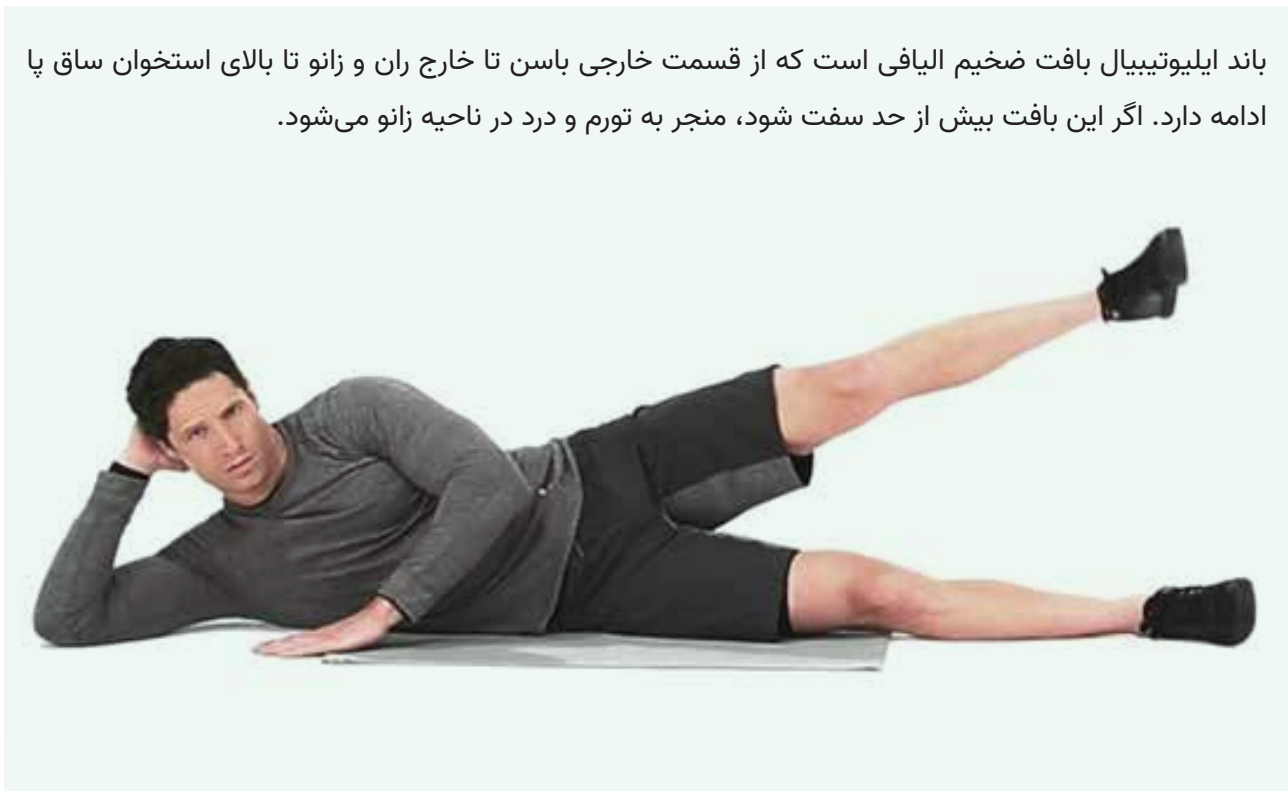 باند ایلیوتیبیال بافت ضخیم الیافی است که از قسمت خارجی باسن تا خارج ران و زانو تا بالای استخوان ساق پا
ادامه دارد. اگر این بافت بیش از حد سفت شود، منجر به تورم و درد در ناحیه زانو می‌شود.